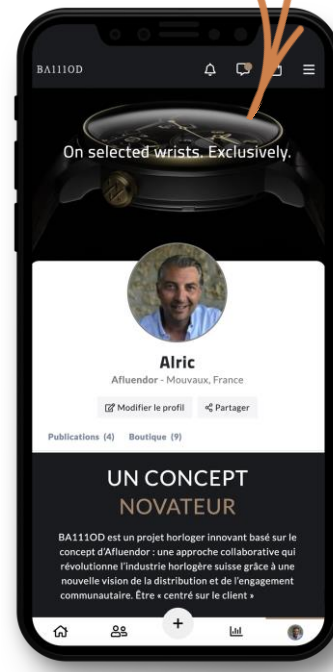 BA111OD
On selected wrists. Exclusively.
Alric
Afluendor - Mouvaux, France
Modifier le profil
Partager
Publications (4) Boutique (9)
UN CONCEPT
NOVATEUR
BA111OD est un projet horloger innovant basé sur le
concept d'Afluendor : une approche collaborative qui
révolutionne l'industrie horlogère suisse grâce à une
nouvelle vision de la distribution et de l'engagement
communautaire. Être « centré sur le client »